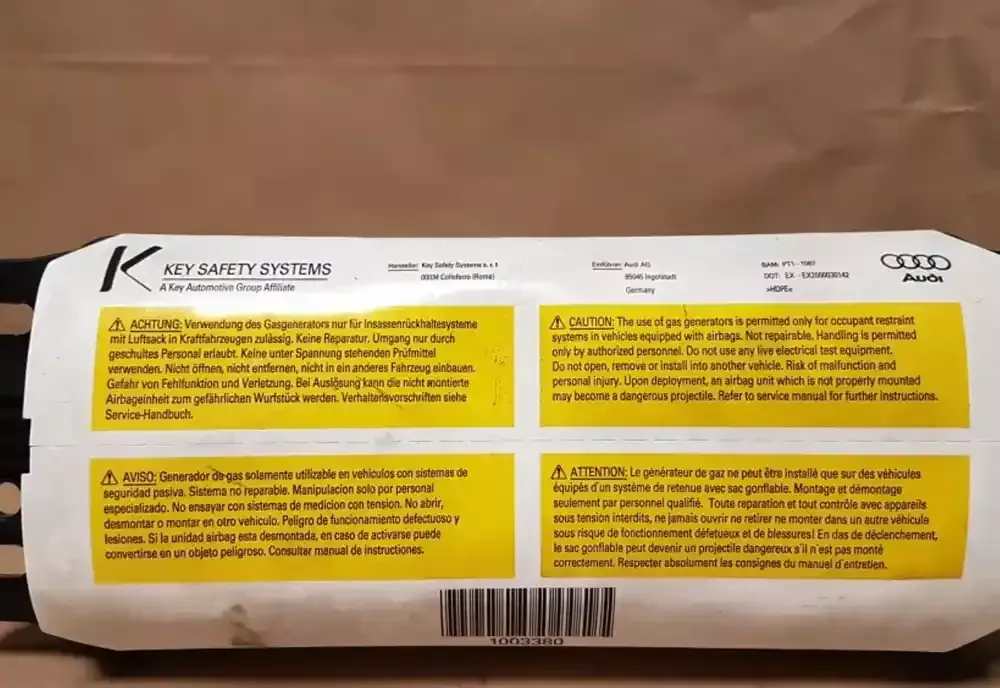 KEY SAFETY SYSTEMS
A Key Automotive Group Affiliate
Hersteller: Key Safety Systems s. r. l
00034 Colleferro (Rome)
Einführer: Audi AG
85045 Ingolstadt
Germany
BAM: PT1-
DOT: EX - EX2000030142
>HDPE<
Audi
⚠ ACHTUNG: Verwendung des Gasgenerators nur für Insassenrückhaltesysteme
mit Luftsack in Kraftfahrzeugen zulässig. Keine Reparatur. Umgang nur durch
geschultes Personal erlaubt. Keine unter Spannung stehenden Prüfmittel
verwenden. Nicht öffnen, nicht entfernen, nicht in ein anderes Fahrzeug einbauen.
Gefahr von Fehlfunktion und Verletzung. Bei Auslösung kann die nicht montierte
Airbageinheit zum gefährlichen Wurfstück werden. Verhaltensvorschriften siehe
Service-Handbuch.
⚠ CAUTION: The use of gas generators is permitted only for occupant restraint
systems in vehicles equipped with airbags. Not repairable. Handling is permitted
only by authorized personnel. Do not use any live electrical test equipment.
Do not open, remove or install into another vehicle. Risk of malfunction and
personal injury. Upon deployment, an airbag unit which is not properly mounted
may become a dangerous projectile. Refer to service manual for further instructions.
⚠ AVISO: Generador de gas solamente utilizable en vehiculos con sistemas de
seguridad pasiva. Sistema no reparable. Manipulacion solo por personal
especializado. No ensayar con sistemas de medicion con tension. No abrir,
desmontar o montar en otro vehiculo. Peligro de funcionamiento defectuoso y
lesiones. Si la unidad airbag esta desmontada, en caso de activarse puede
convertirse en un objeto peligroso. Consultar manual de instrucciones.
⚠ ATTENTION: Le générateur de gaz ne peut être installé que sur des véhicules
équipés d'un système de retenue avec sac gonflable. Montage et démontage
seulement par personnel qualifié. Toute reparation et tout contrôle avec appareils
sous tension interdits, ne jamais ouvrir ne retirer ne monter dans un autre véhicule
sous risque de fonctionnement défetueux et de blessures! En das de déclenchement,
le sac gonflable peut devenir un projectile dangereux s'il n'est pas monté
correctement. Respecter absolument les consignes du manuel d'entretien.
1003380